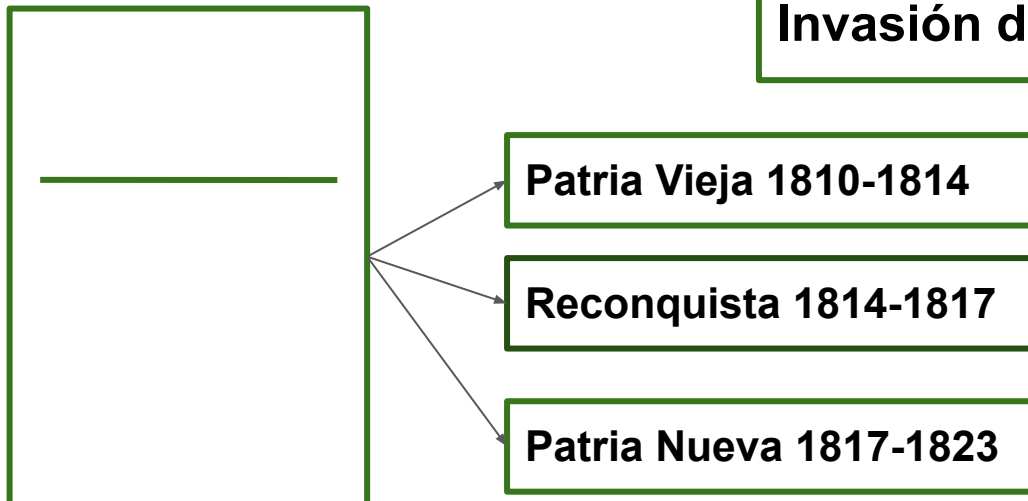 Invasión d
Patria Vieja 1810-1814
Reconquista 1814-1817
Patria Nueva 1817-1823